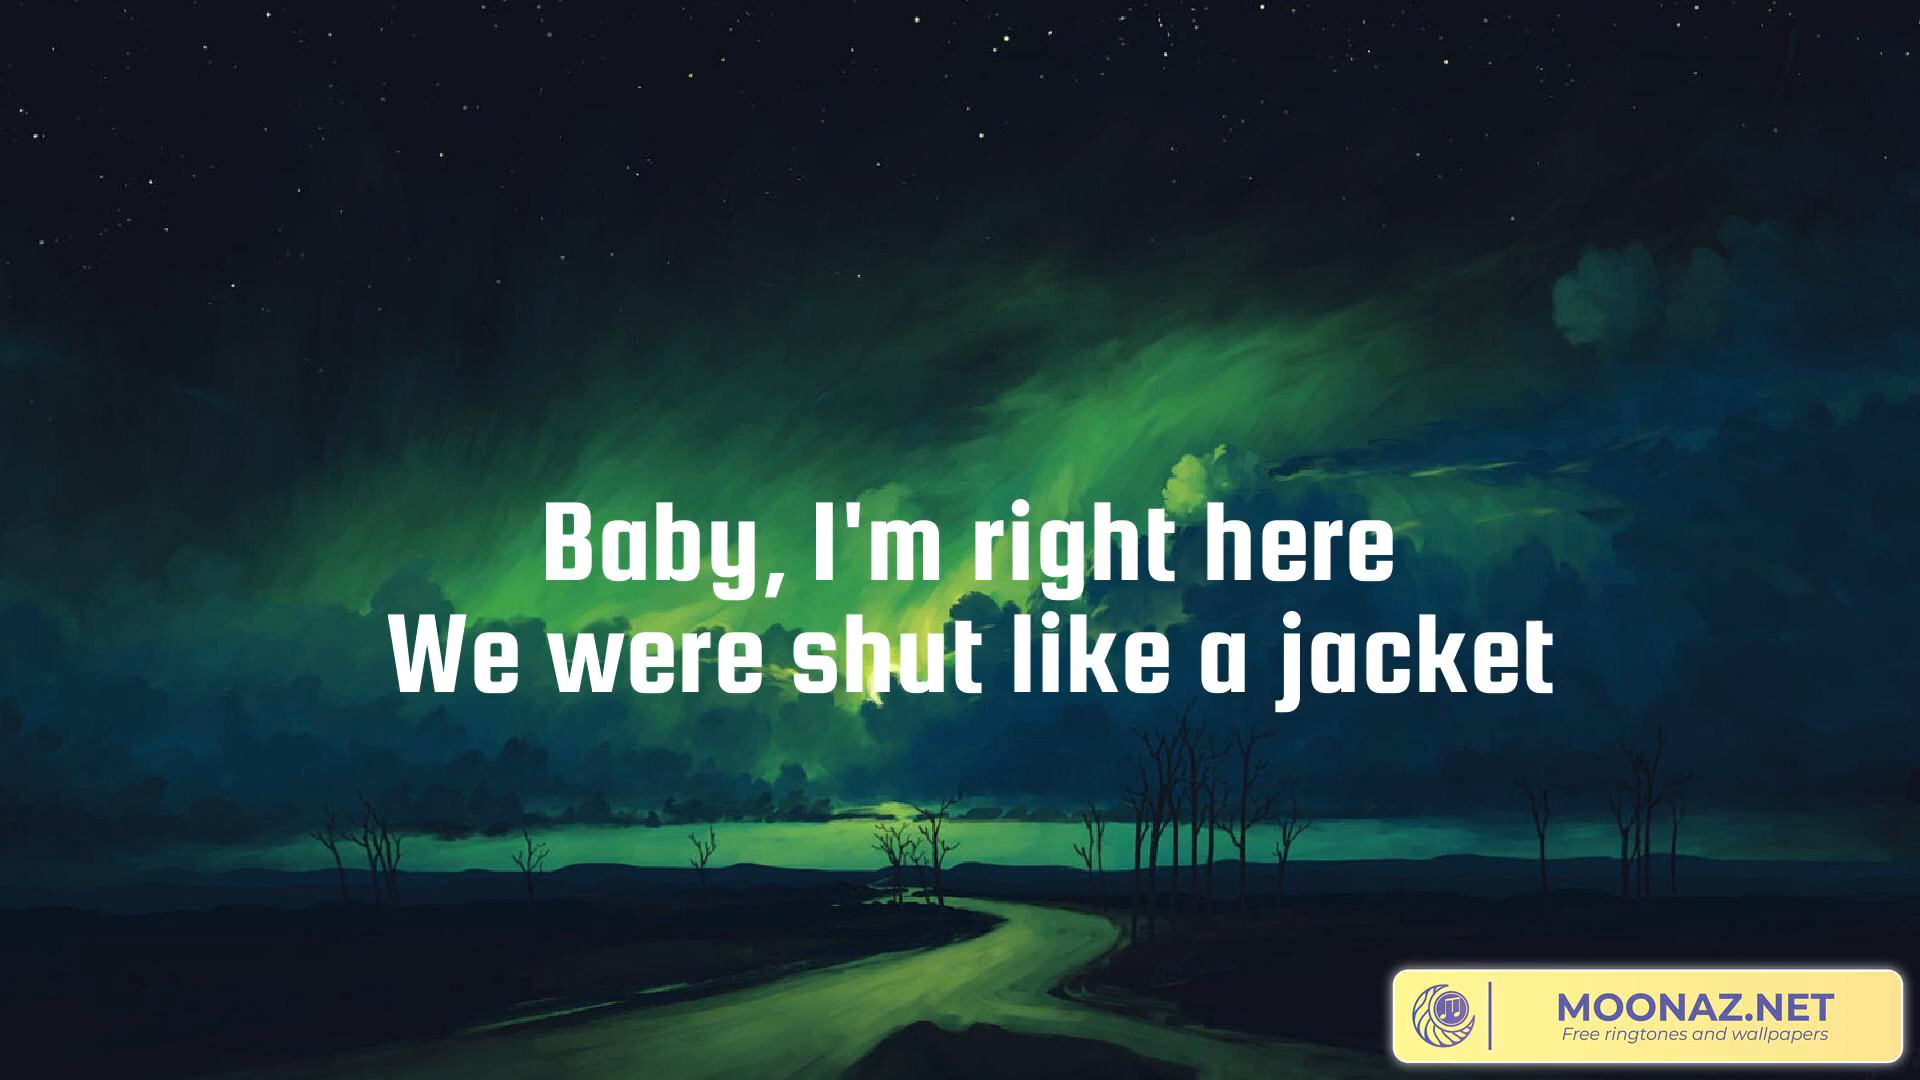 Baby, I'm right here
We were shut like a jacket
MOONAZ.NET
Free ringtones and wallpapers